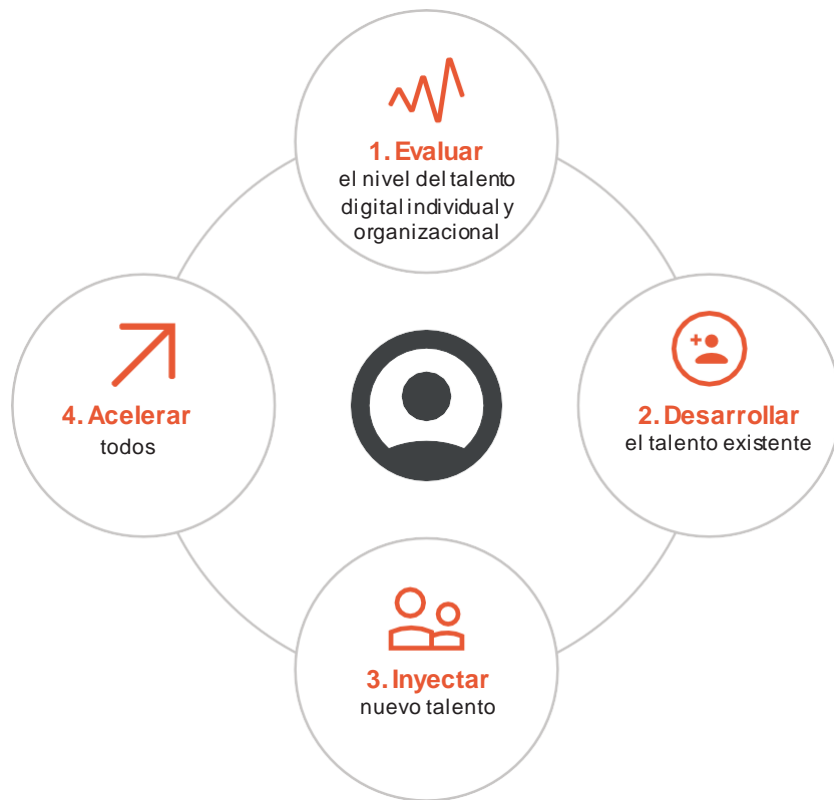 1. Evaluar
el nivel del talento
digital individual y
organizacional
4. Acelerar
todos
2. Desarrollar
el talento existente
3. Inyectar
nuevo talento